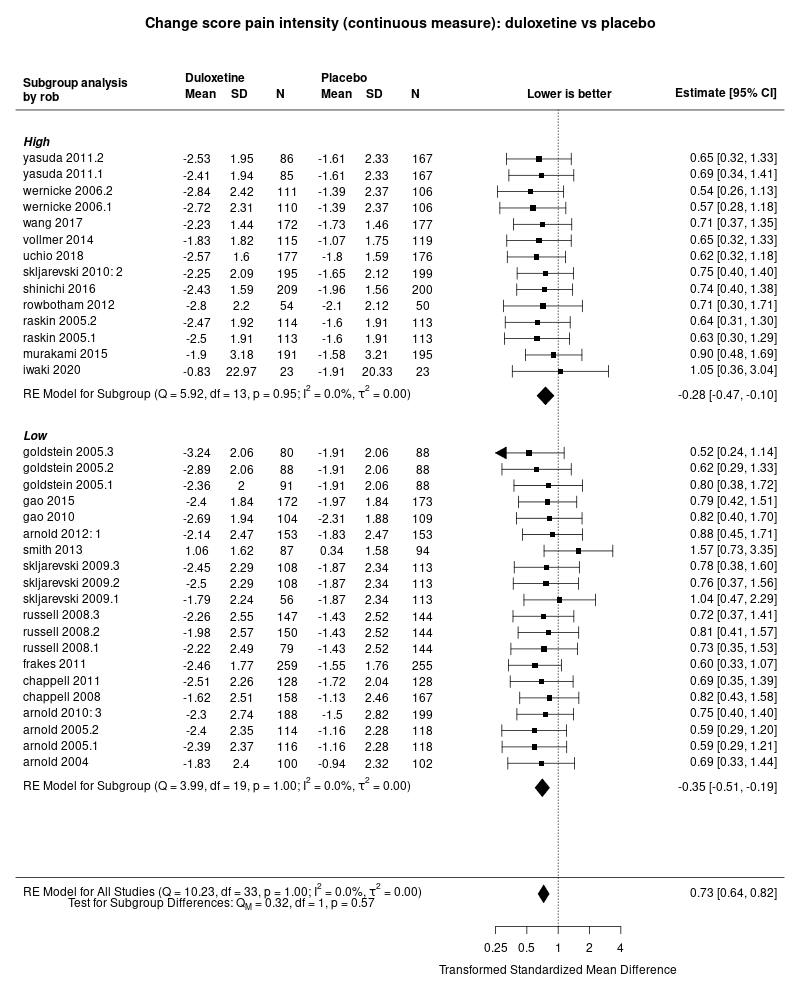 Change score pain intensity (continuous measure): duloxetine vs placebo
Duloxetine Placebo
Subgroup analysis by rob Mean SD N Mean SD N Lower is better Estimate [95% CI]
High
yasuda 2011.2 -2.53 1.95 86 -1.61 2.33 167 0.65 [0.32, 1.33]
yasuda 2011.1 -2.41 1.94 85 -1.61 2.33 167 0.69 [0.34, 1.41]
wernicke 2006.2 -2.84 2.42 111 -1.39 2.37 106 0.54 [0.26, 1.13]
wernicke 2006.1 -2.72 2.31 110 -1.39 2.37 106 0.57 [0.28, 1.18]
wang 2017 -2.23 1.44 172 -1.73 1.46 177 0.71 [0.37, 1.35]
vollmer 2014 -1.83 1.82 115 -1.07 1.75 119 0.65 [0.32, 1.33]
uchio 2018 -2.57 1.6 177 -1.8 1.59 176 0.62 [0.32, 1.18]
skljarevski 2010: 2 -2.25 2.09 195 -1.65 2.12 199 0.75 [0.40, 1.40]
shinichi 2016 -2.43 1.59 209 -1.96 1.56 200 0.74 [0.40, 1.38]
rowbotham 2012 -2.8 2.2 54 -2.1 2.12 50 0.71 [0.30, 1.71]
raskin 2005.2 -2.47 1.92 114 -1.6 1.91 113 0.64 [0.31, 1.30]
raskin 2005.1 -2.5 1.91 113 -1.6 1.91 113 0.63 [0.30, 1.29]
murakami 2015 -1.9 3.18 191 -1.58 3.21 195 0.90 [0.48, 1.69]
iwaki 2020 -0.83 22.97 23 -1.91 20.33 23 1.05 [0.36, 3.04]
RE Model for Subgroup (Q = 5.92, df = 13, p = 0.95; I² = 0.0%, τ² = 0.00) -0.28 [-0.47, -0.10]
Low
goldstein 2005.3 -3.24 2.06 80 -1.91 2.06 88 0.52 [0.24, 1.14]
goldstein 2005.2 -2.89 2.06 88 -1.91 2.06 88 0.62 [0.29, 1.33]
goldstein 2005.1 -2.36 2 91 -1.91 2.06 88 0.80 [0.38, 1.72]
gao 2015 -2.4 1.84 172 -1.97 1.84 173 0.79 [0.42, 1.51]
gao 2010 -2.69 1.94 104 -2.31 1.88 109 0.82 [0.40, 1.70]
arnold 2012: 1 -2.14 2.47 153 -1.83 2.47 153 0.88 [0.45, 1.71]
smith 2013 1.06 1.62 87 0.34 1.58 94 1.57 [0.73, 3.35]
skljarevski 2009.3 -2.45 2.29 108 -1.87 2.34 113 0.78 [0.38, 1.60]
skljarevski 2009.2 -2.5 2.29 108 -1.87 2.34 113 0.76 [0.37, 1.56]
skljarevski 2009.1 -1.79 2.24 56 -1.87 2.34 113 1.04 [0.47, 2.29]
russell 2008.3 -2.26 2.55 147 -1.43 2.52 144 0.72 [0.37, 1.41]
russell 2008.2 -1.98 2.57 150 -1.43 2.52 144 0.81 [0.41, 1.57]
russell 2008.1 -2.22 2.49 79 -1.43 2.52 144 0.73 [0.35, 1.53]
frakes 2011 -2.46 1.77 259 -1.55 1.76 255 0.60 [0.33, 1.07]
chappell 2011 -2.51 2.26 128 -1.72 2.04 128 0.69 [0.35, 1.39]
chappell 2008 -1.62 2.51 158 -1.13 2.46 167 0.82 [0.43, 1.58]
arnold 2010: 3 -2.3 2.74 188 -1.5 2.82 199 0.75 [0.40, 1.40]
arnold 2005.2 -2.4 2.35 114 -1.16 2.28 118 0.59 [0.29, 1.20]
arnold 2005.1 -2.39 2.37 116 -1.16 2.28 118 0.59 [0.29, 1.21]
arnold 2004 -1.83 2.4 100 -0.94 2.32 102 0.69 [0.33, 1.44]
RE Model for Subgroup (Q = 3.99, df = 19, p = 1.00; I² = 0.0%, τ² = 0.00) -0.35 [-0.51, -0.19]
RE Model for All Studies (Q = 10.23, df = 33, p = 1.00; I² = 0.0%, τ² = 0.00) 0.73 [0.64, 0.82]
Test for Subgroup Differences: Q_M = 0.32, df = 1, p = 0.57
0.25 0.5 1 2 4
Transformed Standardized Mean Difference